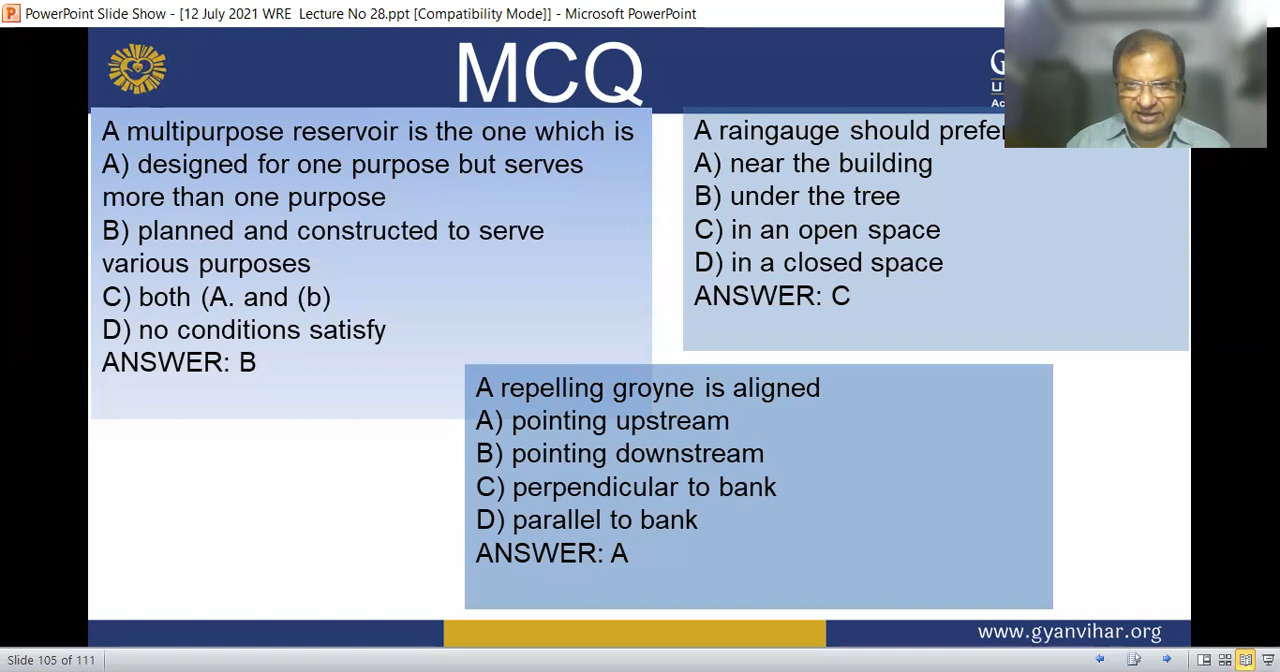 PowerPoint Slide Show - [12 July 2021 WRE Lecture No 28.ppt [Compatibility Mode]] - Microsoft PowerPoint
MCQ
A multipurpose reservoir is the one which is
A) designed for one purpose but serves
more than one purpose
B) planned and constructed to serve
various purposes
C) both (A. and (b)
D) no conditions satisfy
ANSWER: B
A raingauge should
A) near the building
B) under the tree
C) in an open space
D) in a closed space
ANSWER: C
A repelling groyne is aligned
A) pointing upstream
B) pointing downstream
C) perpendicular to bank
D) parallel to bank
ANSWER: A
www.gyanvihar.org
Slide 105 of 111